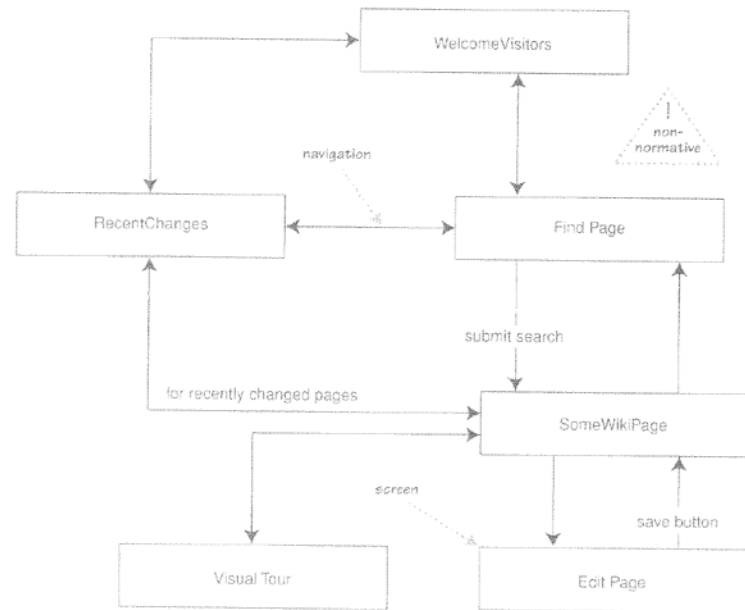 WelcomeVisitors
!
non-
normative
navigation
RecentChanges
Find Page
submit search
for recently changed pages
SomeWikiPage
screen
save button
Visual Tour
Edit Page